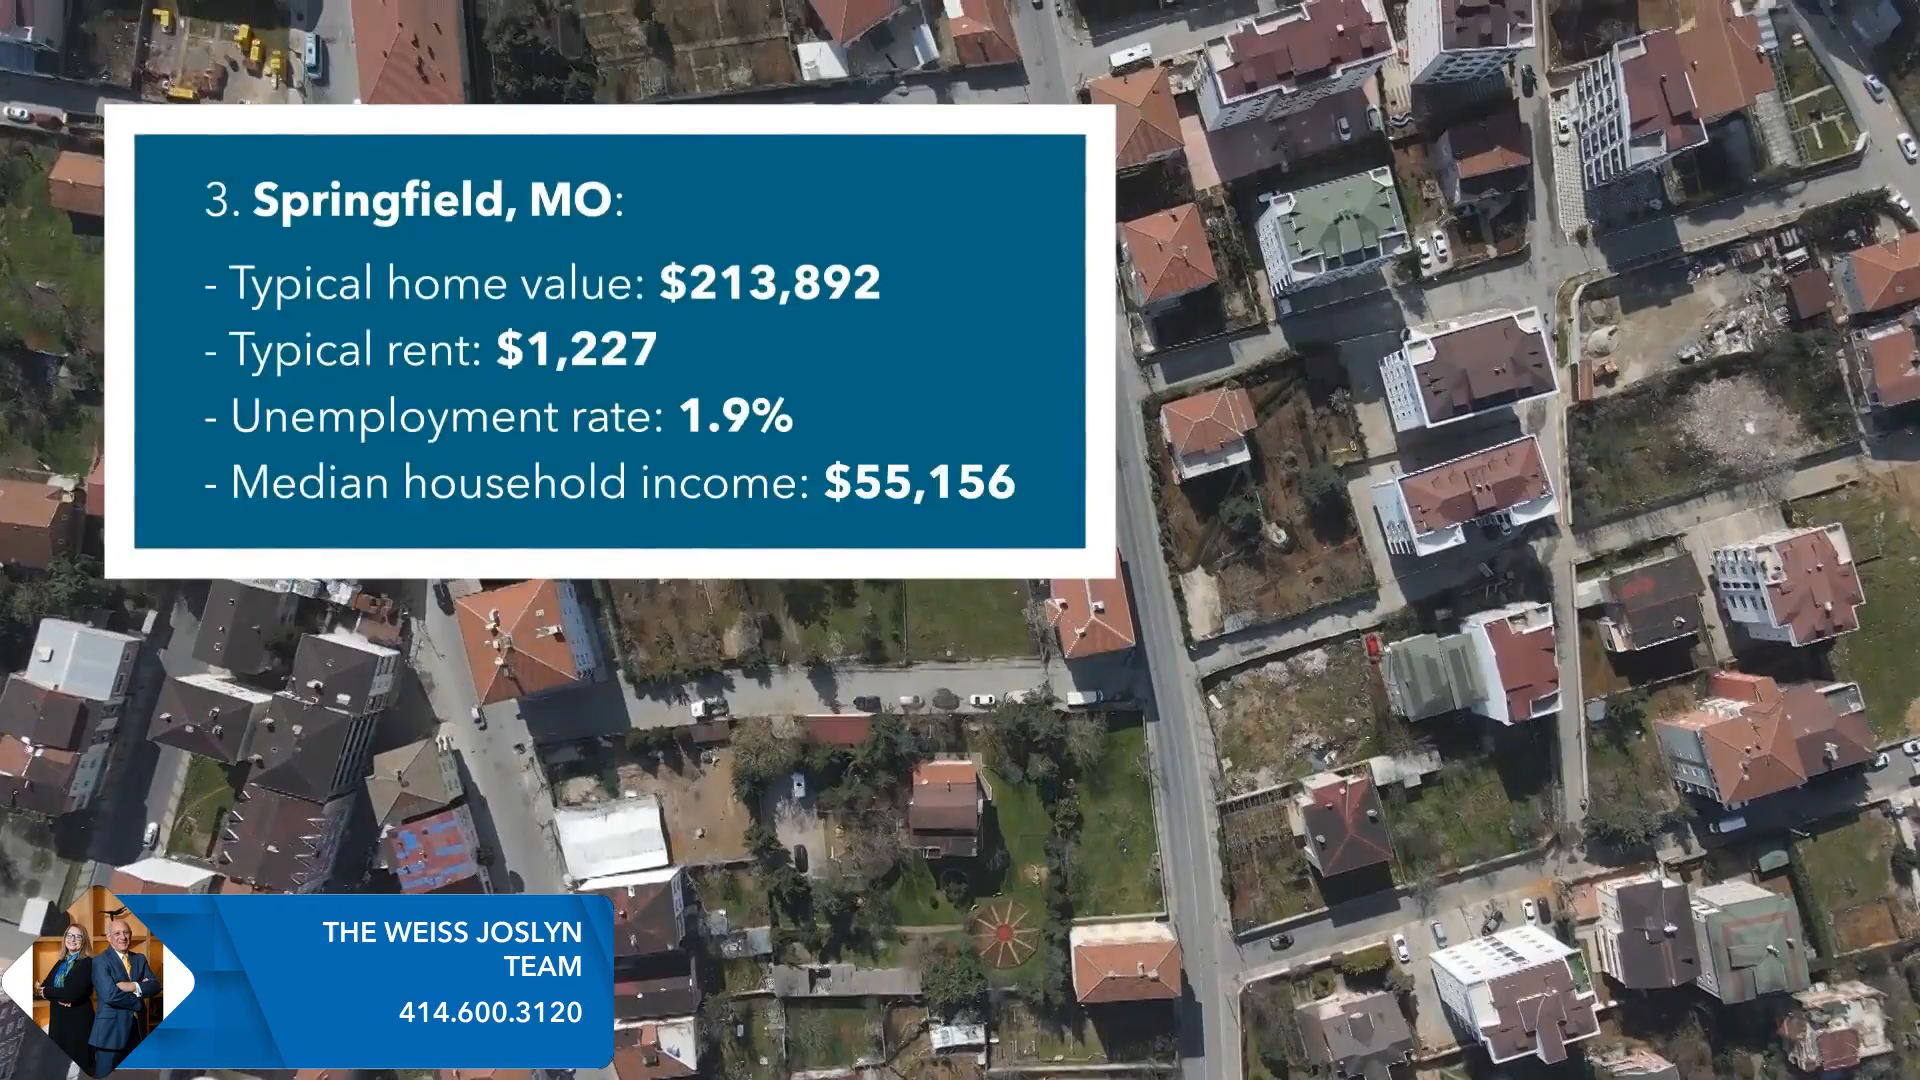 3. Springfield, MO:
- Typical home value: $213,892
- Typical rent: $1,227
- Unemployment rate: 1.9%
- Median household income: $55,156
THE WEISS JOSLYN
TEAM
414.600.3120